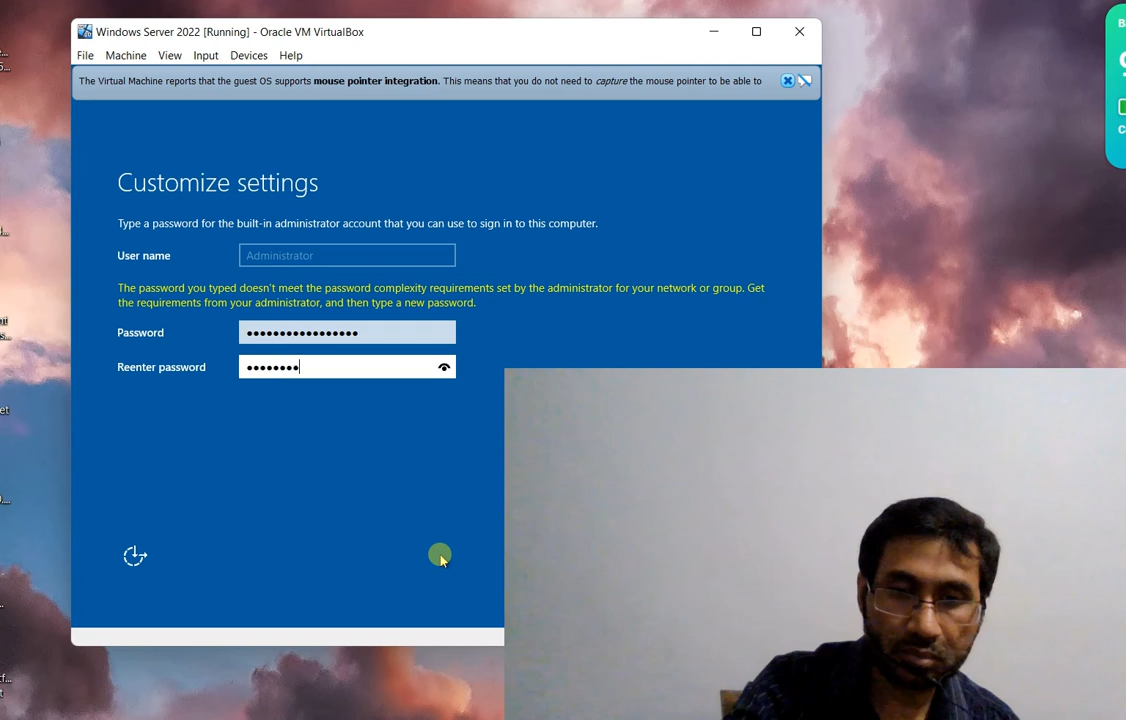 Windows Server 2022 [Running] - Oracle VM VirtualBox
File Machine View Input Devices Help
The Virtual Machine reports that the guest OS supports mouse pointer integration. This means that you do not need to capture the mouse pointer to be able to
Customize settings
Type a password for the built-in administrator account that you can use to sign in to this computer.
User name
Administrator
The password you typed doesn't meet the password complexity requirements set by the administrator for your network or group. Get
the requirements from your administrator, and then type a new password.
Password
Reenter password